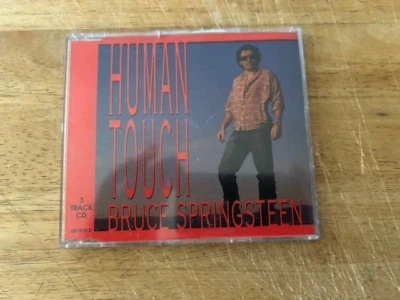 HUMAN
TOUCH
BRUCE SPRINGSTEEN
3
TRACK
CD